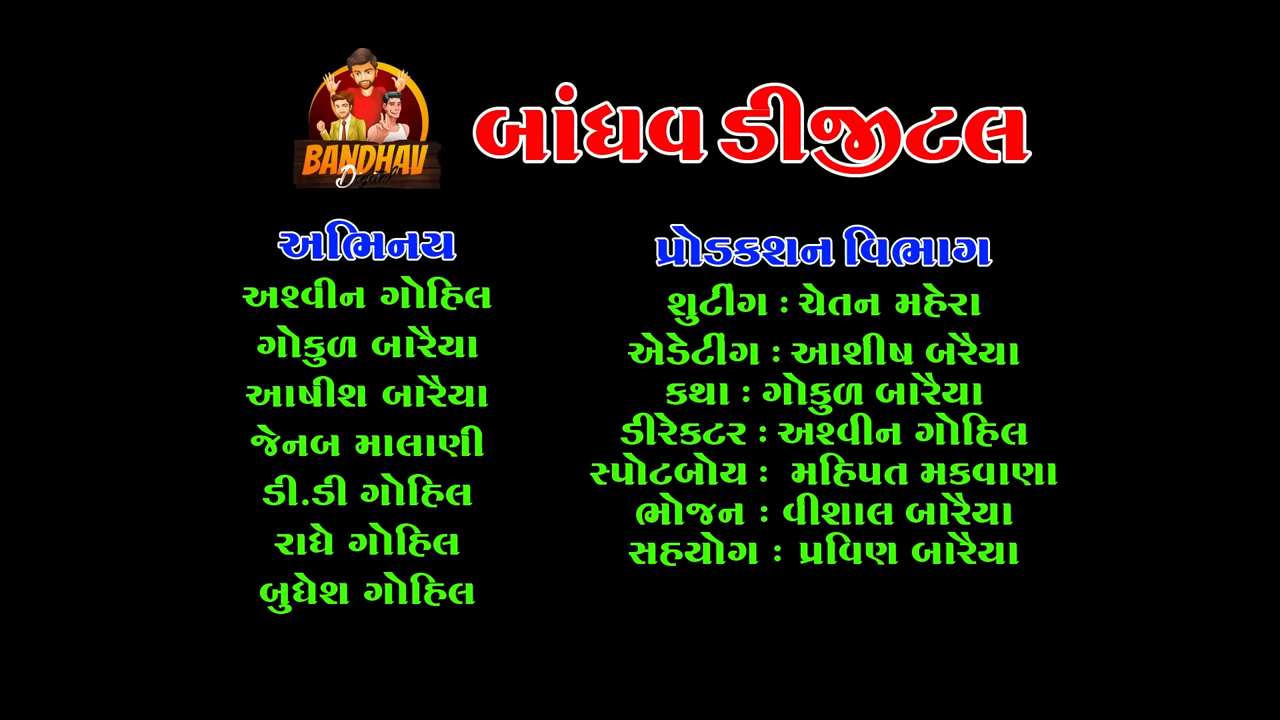 BANDHAV
Digital
બાંધવ ડીજીટલ
અભિનય
અશ્વીન ગોહિલ
ગોકુળ બારૈયા
આષીશ બારૈયા
જેનબ માલાણી
ડી.ડી ગોહિલ
રાધે ગોહિલ
બુધેશ ગોહિલ
પ્રોડકશન વિભાગ
શુટીંગ : ચેતન મહેરા
એડેટીંગ : આશીષ બરૈયા
કથા : ગોકુળ બારૈયા
ડીરેકટર : અશ્વીન ગોહિલ
સ્પોટબોય : મહિપત મકવાણા
ભોજન : વીશાલ બારૈયા
સહયોગ : પ્રવિણ બારૈયા